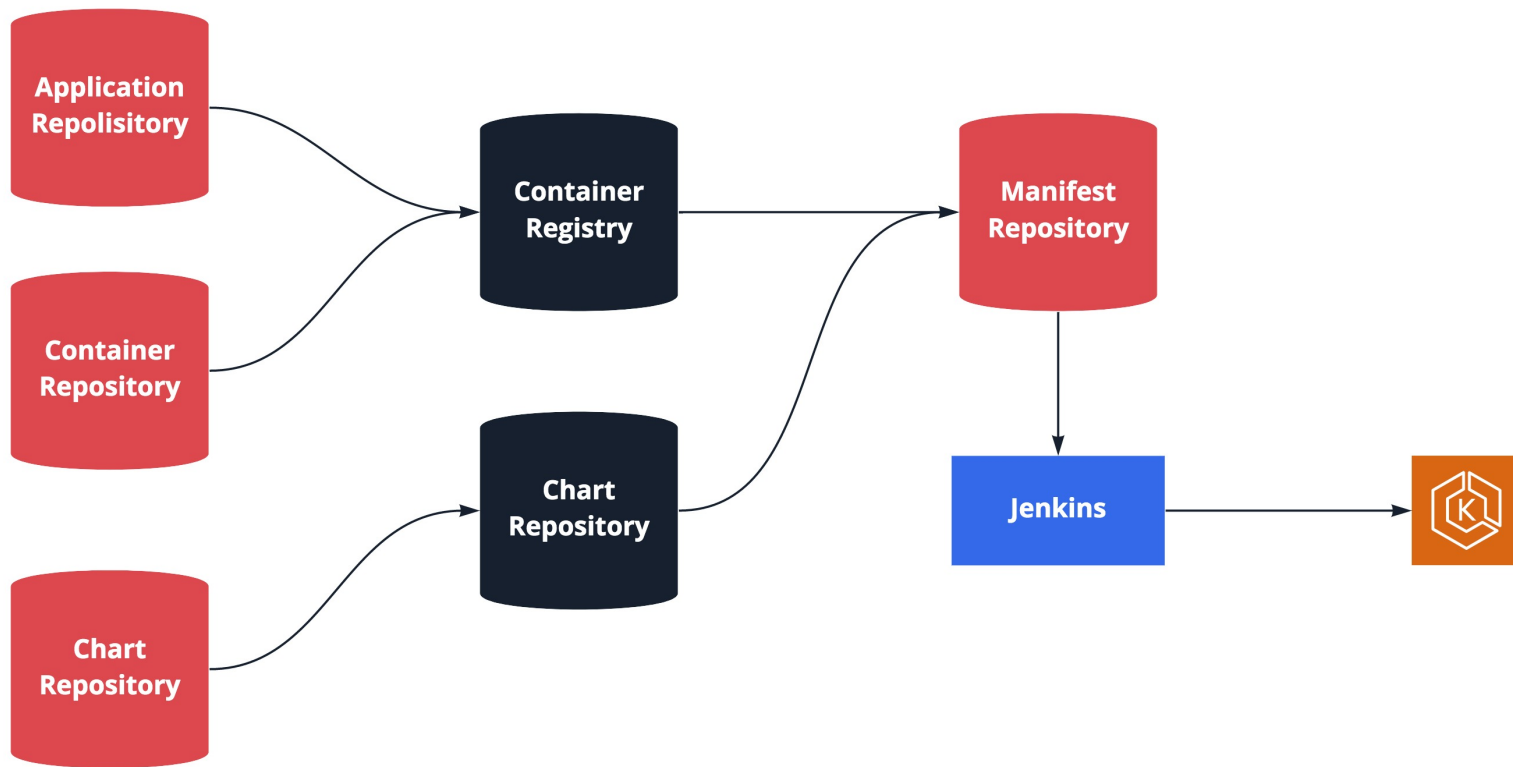 Application
Repolisitory
Container
Registry
Manifest
Repository
Container
Repository
Chart
Repository
Jenkins
K
Chart
Repository